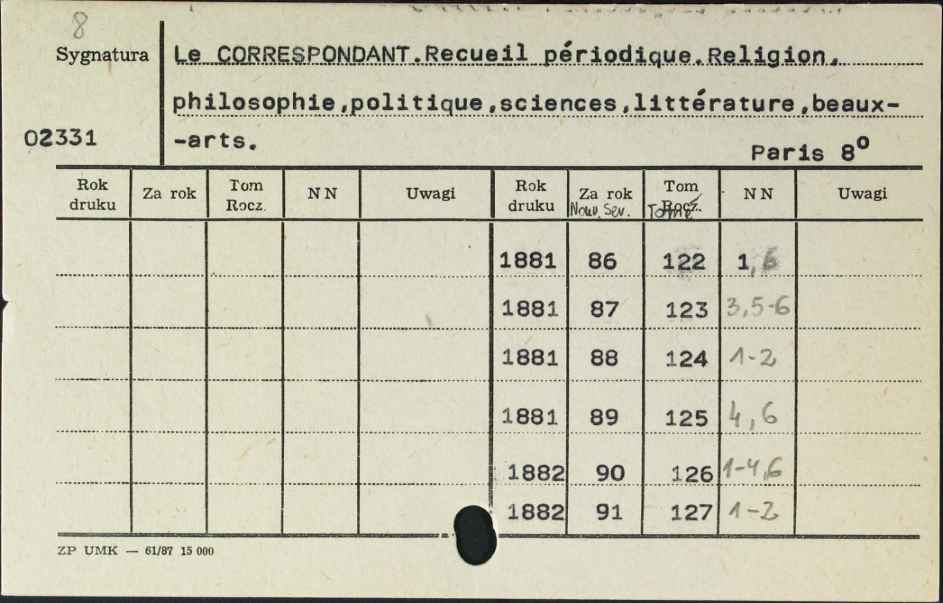 8
Sygnatura Le CORRESPONDANT.Recueil périodique.Religion,
philosophie,politique,sciences,littérature,beaux-
02331 -arts. Paris 8⁰
Rok druku Za rok Tom Rocz. NN Uwagi Rok druku Za rok Nouv. Ser. Tom Rocz. Tome NN Uwagi
1881 86 122 1,6
1881 87 123 3,5-6
1881 88 124 1-2
1881 89 125 4,6
1882 90 126 1-4,6
1882 91 127 1-2
ZP UMK — 61/87 15 000